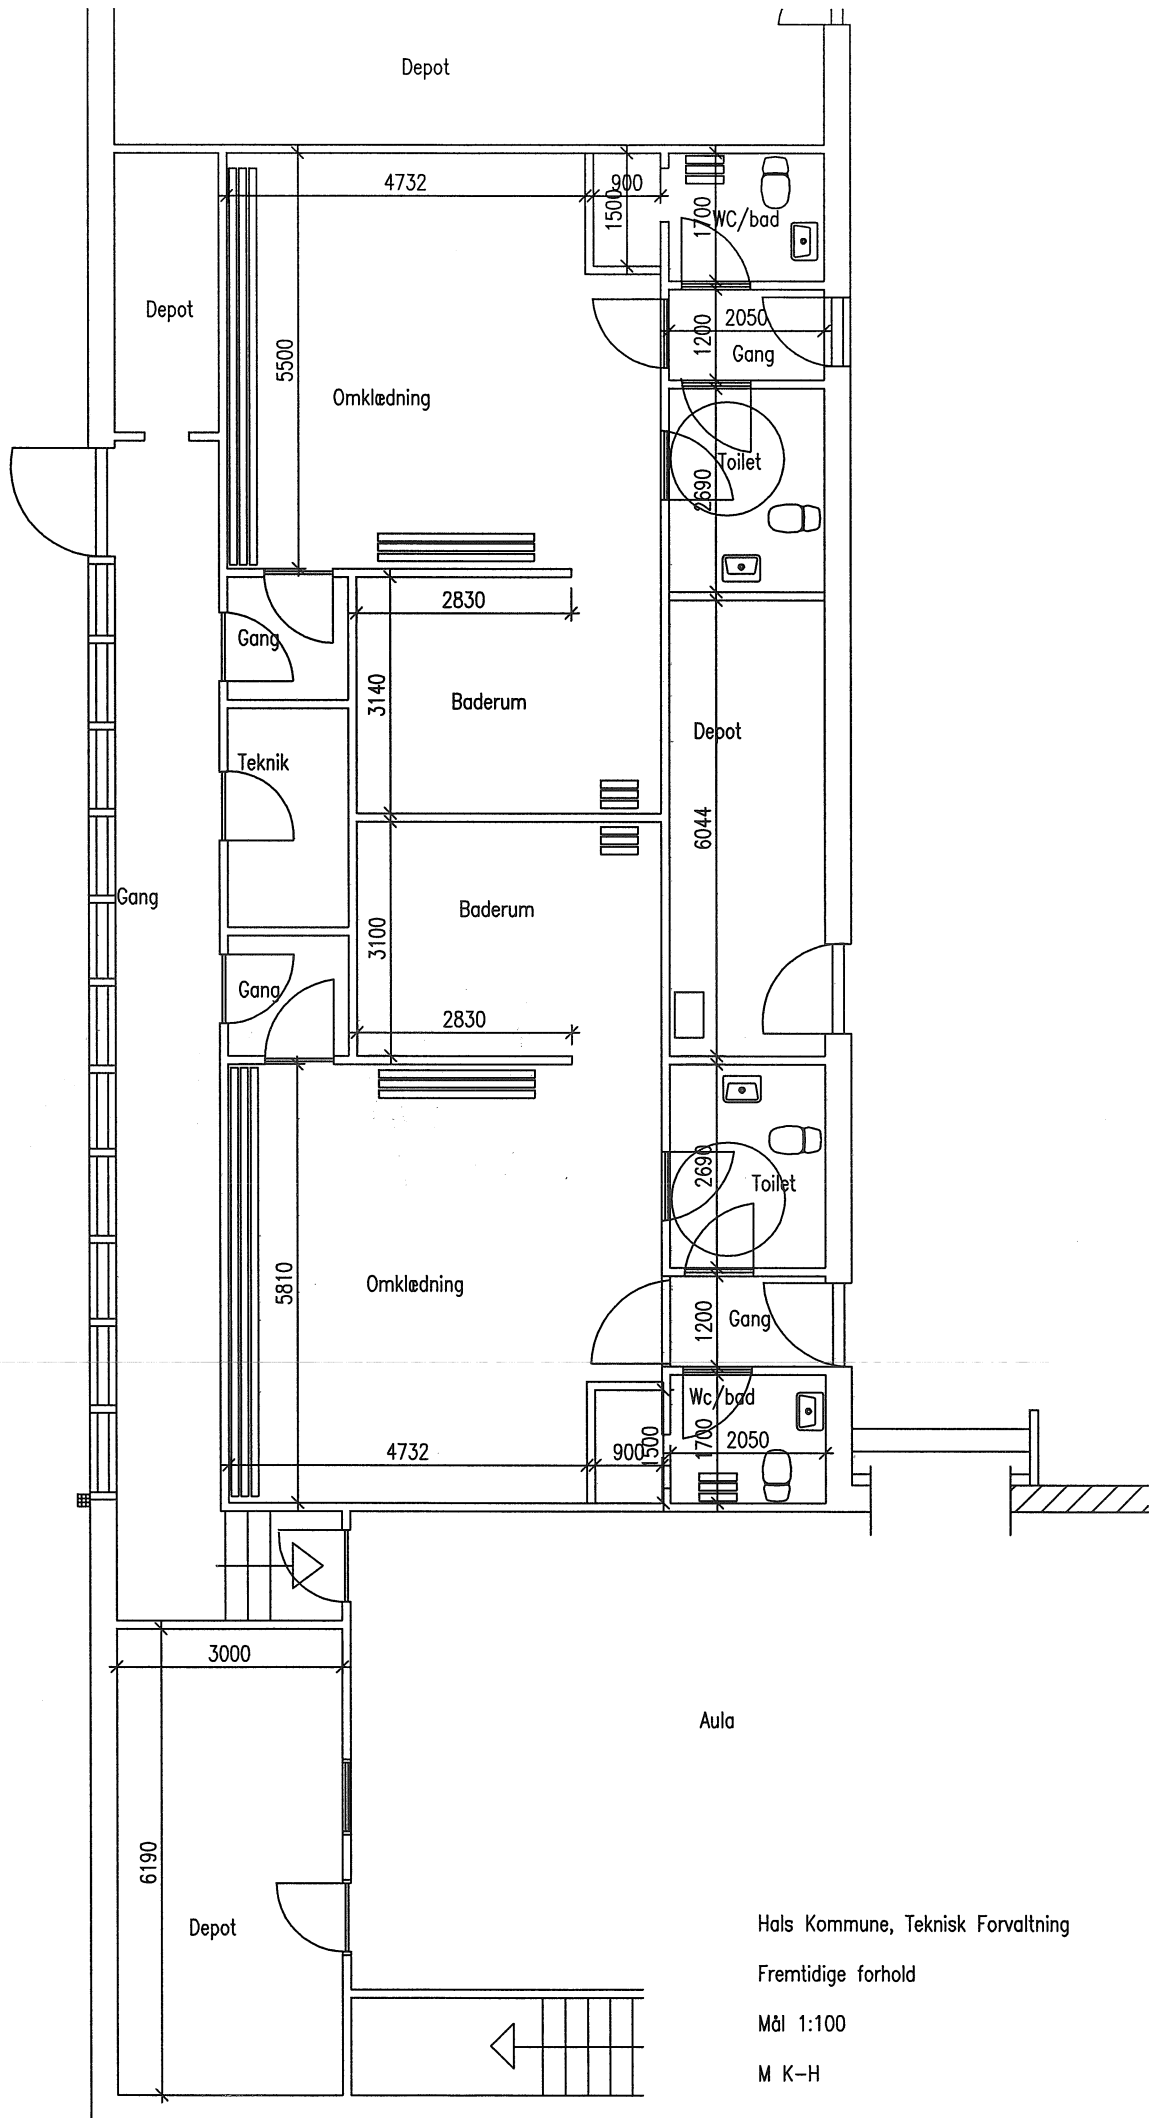 Depot
4732
900
1500
1700
WC/bad
Depot
5500
2050
1200
Gang
Omklædning
Toilet
2690
2830
Gang
3140
Baderum
Depot
Teknik
6044
Gang
Baderum
3100
Gang
2830
2690
Toilet
5810
Omklædning
1200
Gang
Wc/bad
4732
900
1500
1700
2050
3000
Aula
6190
Depot
Hals Kommune, Teknisk Forvaltning
Fremtidige forhold
Mål 1:100
M K-H